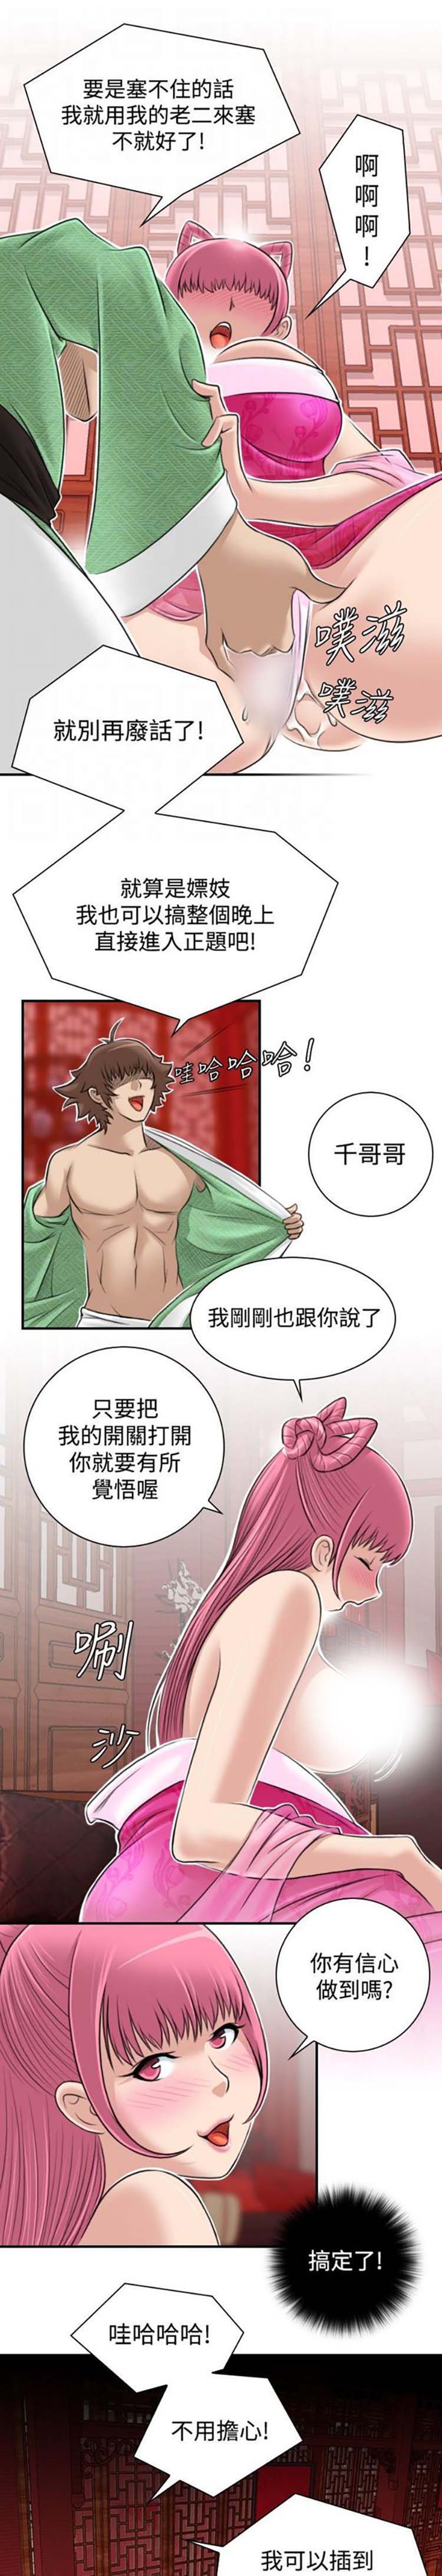 要是塞不住的話
我就用我的老二來塞
不就好了!
啊啊啊!
噗滋
噗滋
就別再廢話了!
就算是嫖妓
我也可以搞整個晚上
直接進入正題吧!
哇哈哈哈!
千哥哥
我剛剛也跟你說了
只要把
我的開關打開
你就要有所
覺悟喔
唰
沙
你有信心
做到嗎?
搞定了!
哇哈哈哈!
不用擔心!
我可以插到